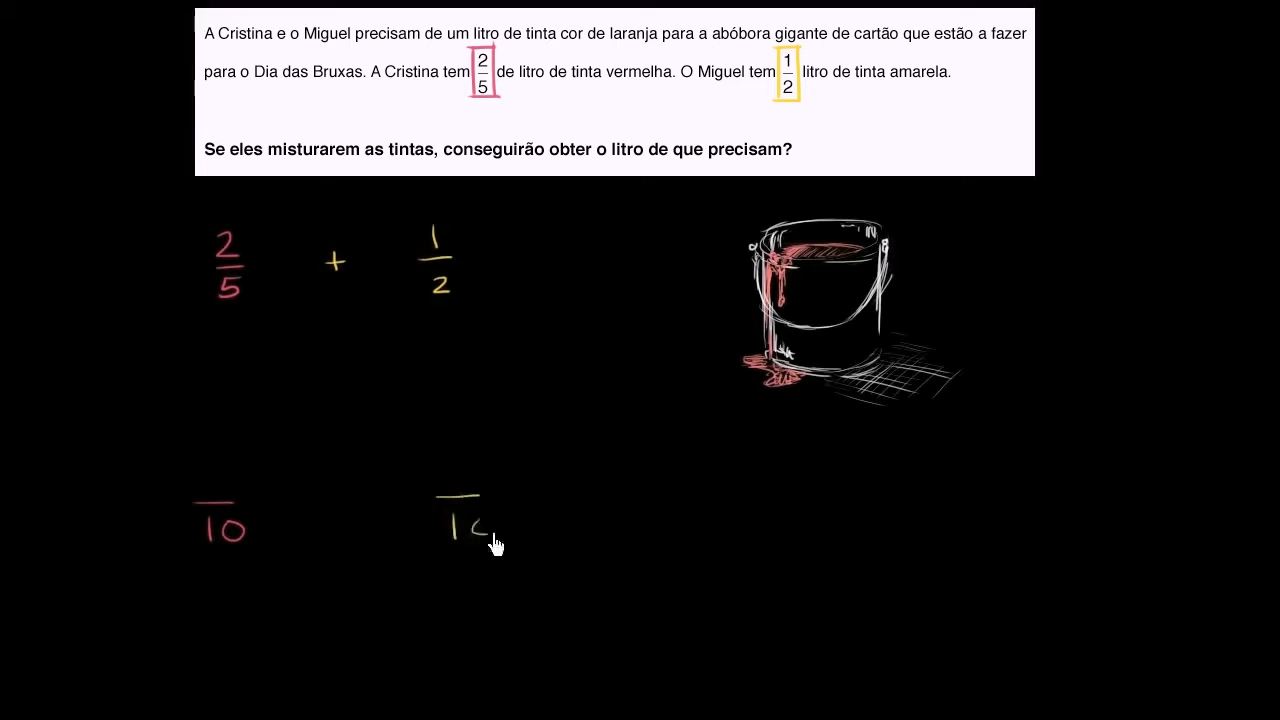 A Cristina e o Miguel precisam de um litro de tinta cor de laranja para a abóbora gigante de cartão que estão a fazer
para o Dia das Bruxas. A Cristina tem 2/5 de litro de tinta vermelha. O Miguel tem 1/2 litro de tinta amarela.
Se eles misturarem as tintas, conseguirão obter o litro de que precisam?
2/5 + 1/2
10